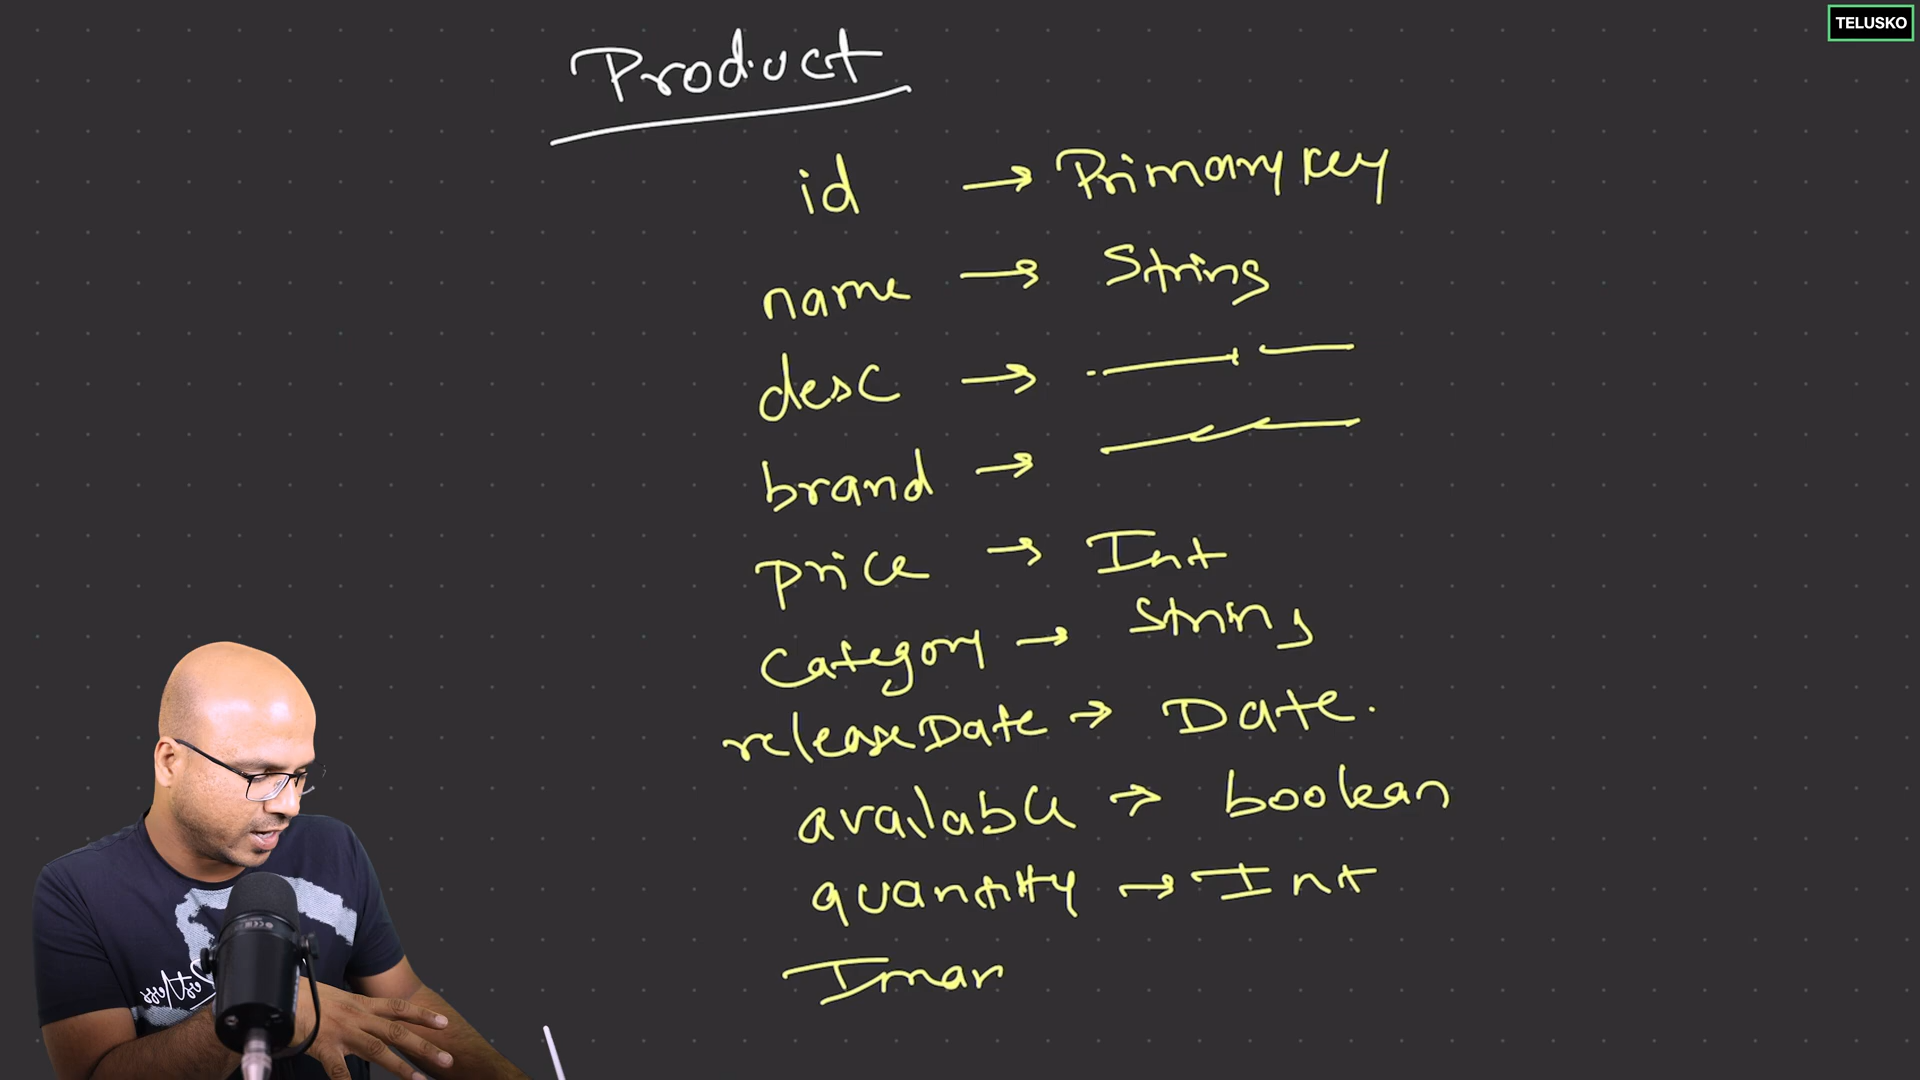 TELUSKO
Product
id → Primary key
name → String
desc →
brand →
price → Int
Category → String
releaseDate → Date.
available → boolean
quantity → Int